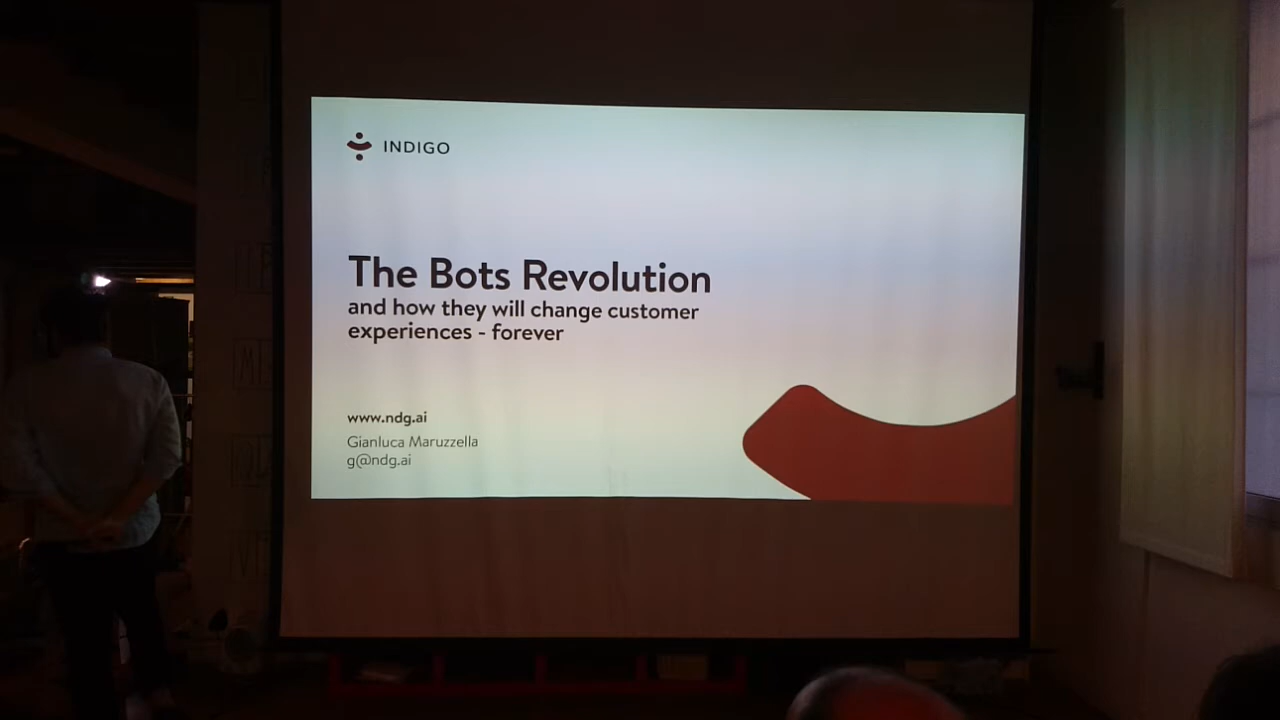 INDIGO
The Bots Revolution
and how they will change customer
experiences - forever
www.ndg.ai
Gianluca Maruzzella
g@ndg.ai